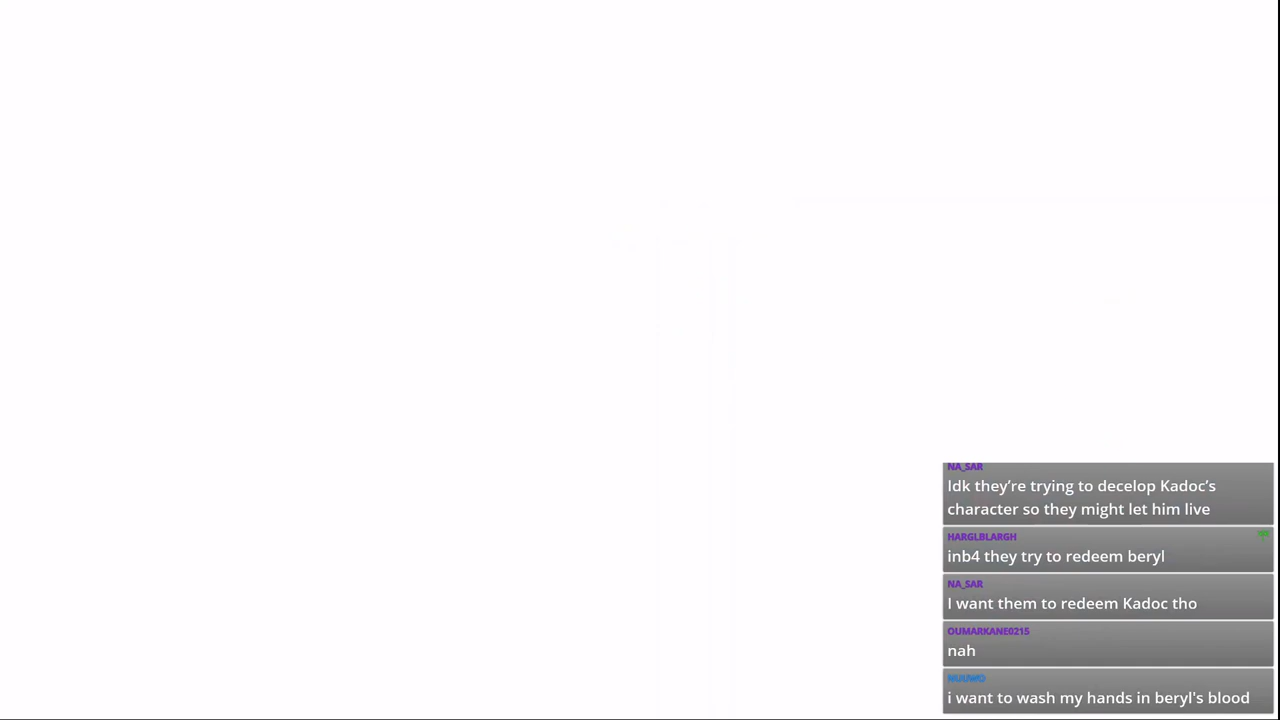 NA_SAR
Idk they’re trying to decelop Kadoc’s
character so they might let him live
HARGLBLARGH
inb4 they try to redeem beryl
NA_SAR
I want them to redeem Kadoc tho
OUMARKANE0215
nah
i want to wash my hands in beryl's blood